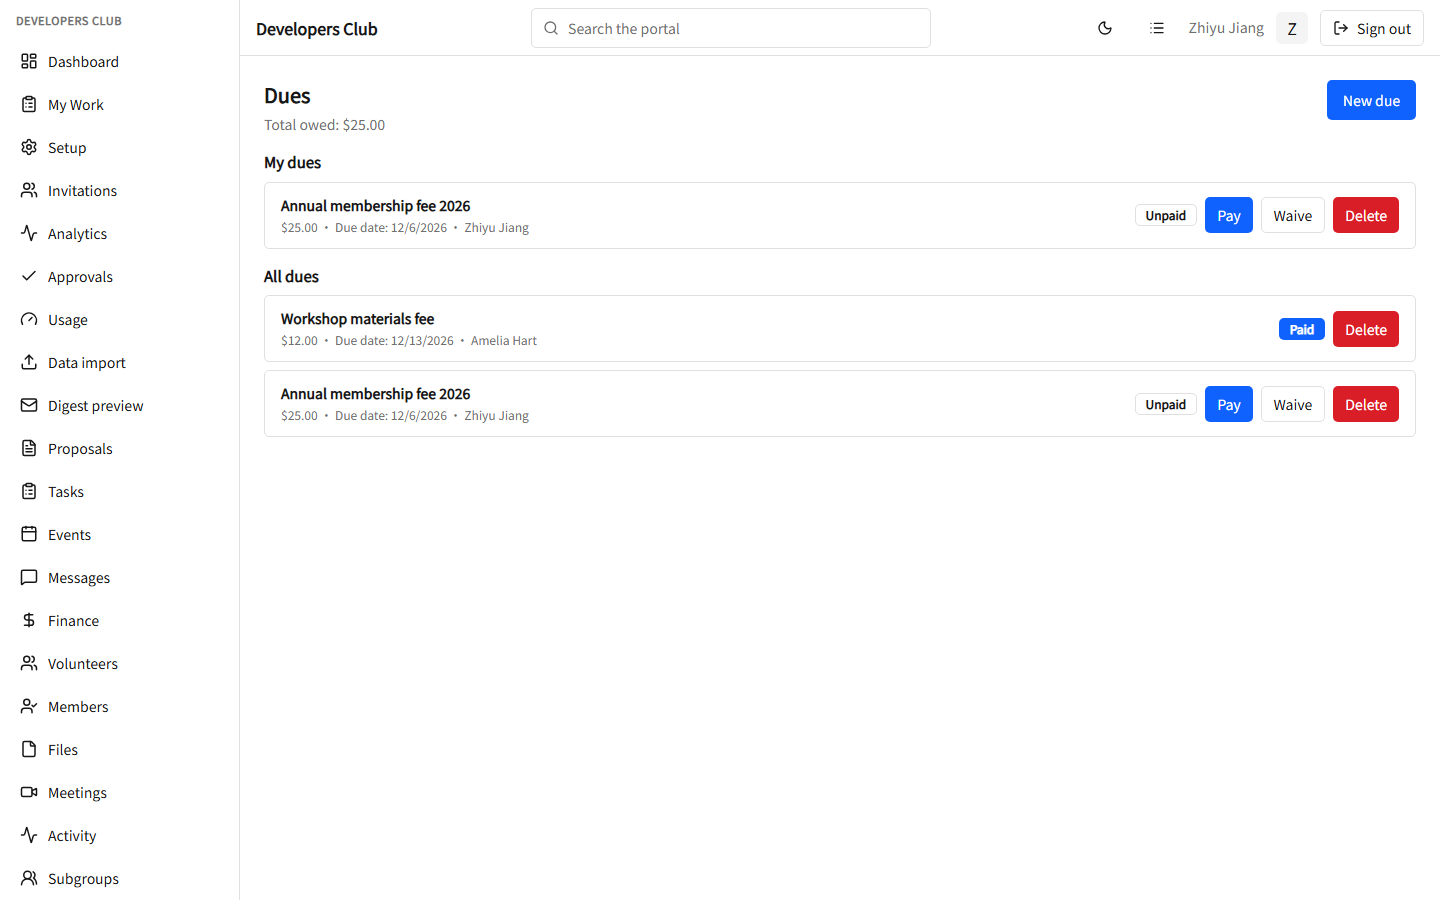 DEVELOPERS CLUB
Dashboard
My Work
Setup
Invitations
Analytics
Approvals
Usage
Data import
Digest preview
Proposals
Tasks
Events
Messages
Finance
Volunteers
Members
Files
Meetings
Activity
Subgroups
Developers Club
Search the portal
Zhiyu Jiang
Z
Sign out
Dues
Total owed: $25.00
New due
My dues
Annual membership fee 2026
$25.00 • Due date: 12/6/2026 • Zhiyu Jiang
Unpaid
Pay
Waive
Delete
All dues
Workshop materials fee
$12.00 • Due date: 12/13/2026 • Amelia Hart
Paid
Delete
Annual membership fee 2026
$25.00 • Due date: 12/6/2026 • Zhiyu Jiang
Unpaid
Pay
Waive
Delete